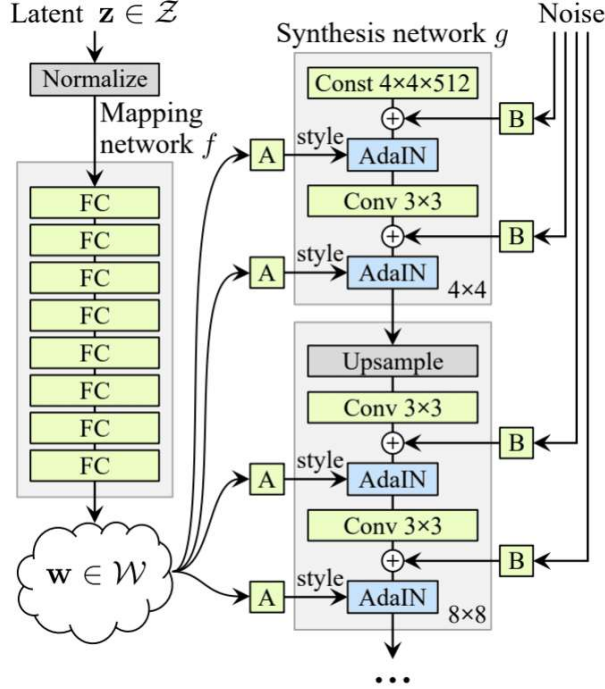 Latent z ∈ Z
Normalize
Mapping
network f
FC
FC
FC
FC
FC
FC
FC
FC
w ∈ W
Noise
Synthesis network g
Const 4×4×512
B
A
style
AdaIN
Conv 3×3
B
A
style
AdaIN
4×4
Upsample
Conv 3×3
B
A
style
AdaIN
Conv 3×3
B
A
style
AdaIN
8×8
...